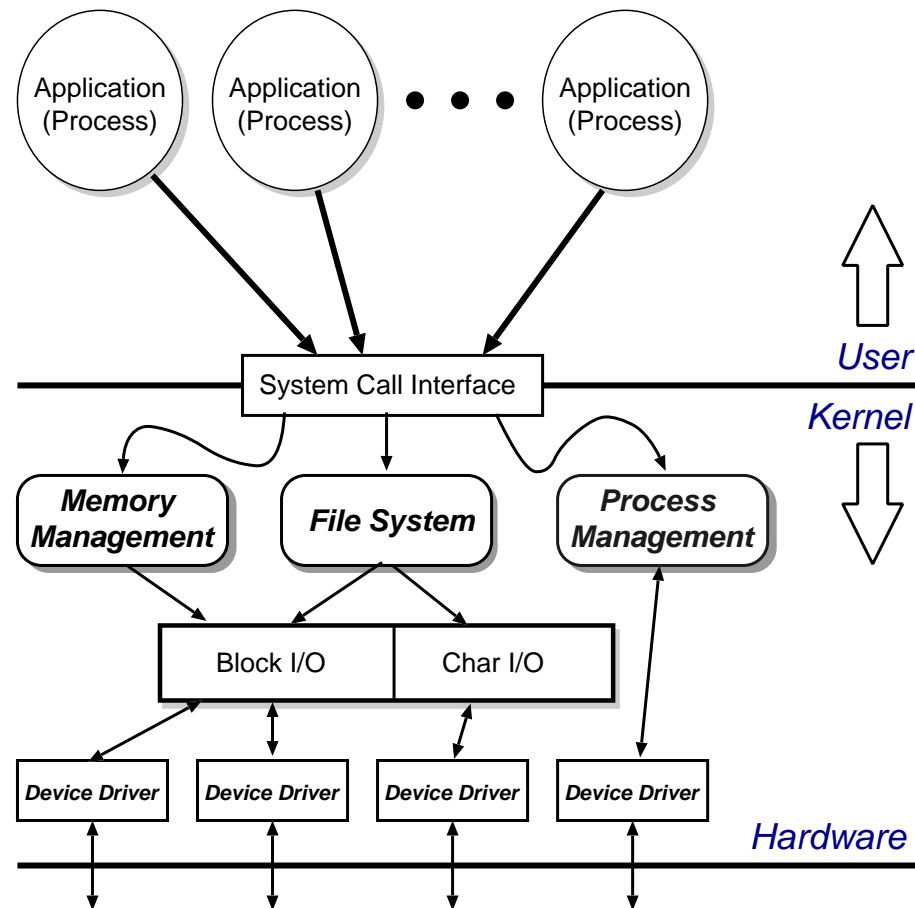 Application
(Process)
Application
(Process)
Application
(Process)
User
System Call Interface
Kernel
Memory
Management
File System
Process
Management
Block I/O
Char I/O
Device Driver
Device Driver
Device Driver
Device Driver
Hardware